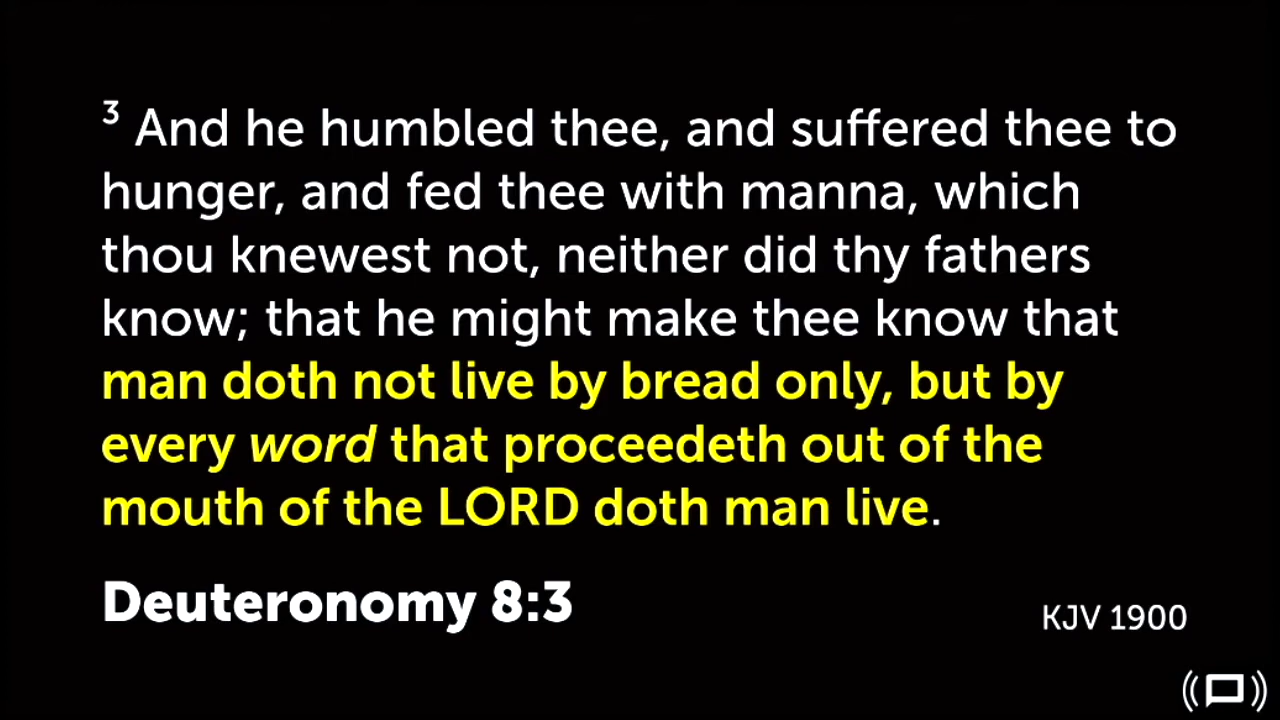 3 And he humbled thee, and suffered thee to
hunger, and fed thee with manna, which
thou knewest not, neither did thy fathers
know; that he might make thee know that
man doth not live by bread only, but by
every word that proceedeth out of the
mouth of the LORD doth man live.
Deuteronomy 8:3
KJV 1900